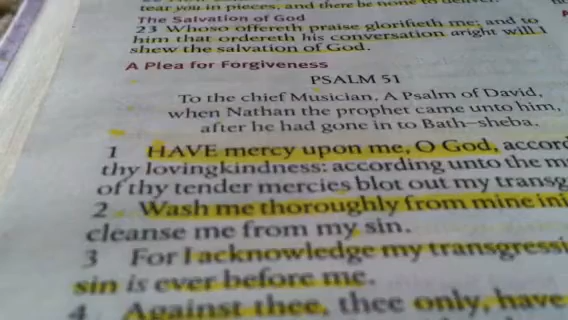 tear you in pieces, and there be none to deliver.
The Salvation of God
23 Whoso offereth praise glorifieth me: and to
him that ordereth his conversation aright will I
shew the salvation of God.
A Plea for Forgiveness
PSALM 51
To the chief Musician, A Psalm of David,
when Nathan the prophet came unto him,
after he had gone in to Bath-sheba.
1 HAVE mercy upon me, O God, accord
thy lovingkindness: according unto the m
of thy tender mercies blot out my transg
2 Wash me thoroughly from mine ini
cleanse me from my sin.
3 For I acknowledge my transgressi
sin is ever before me.
4 Against thee, thee only, have